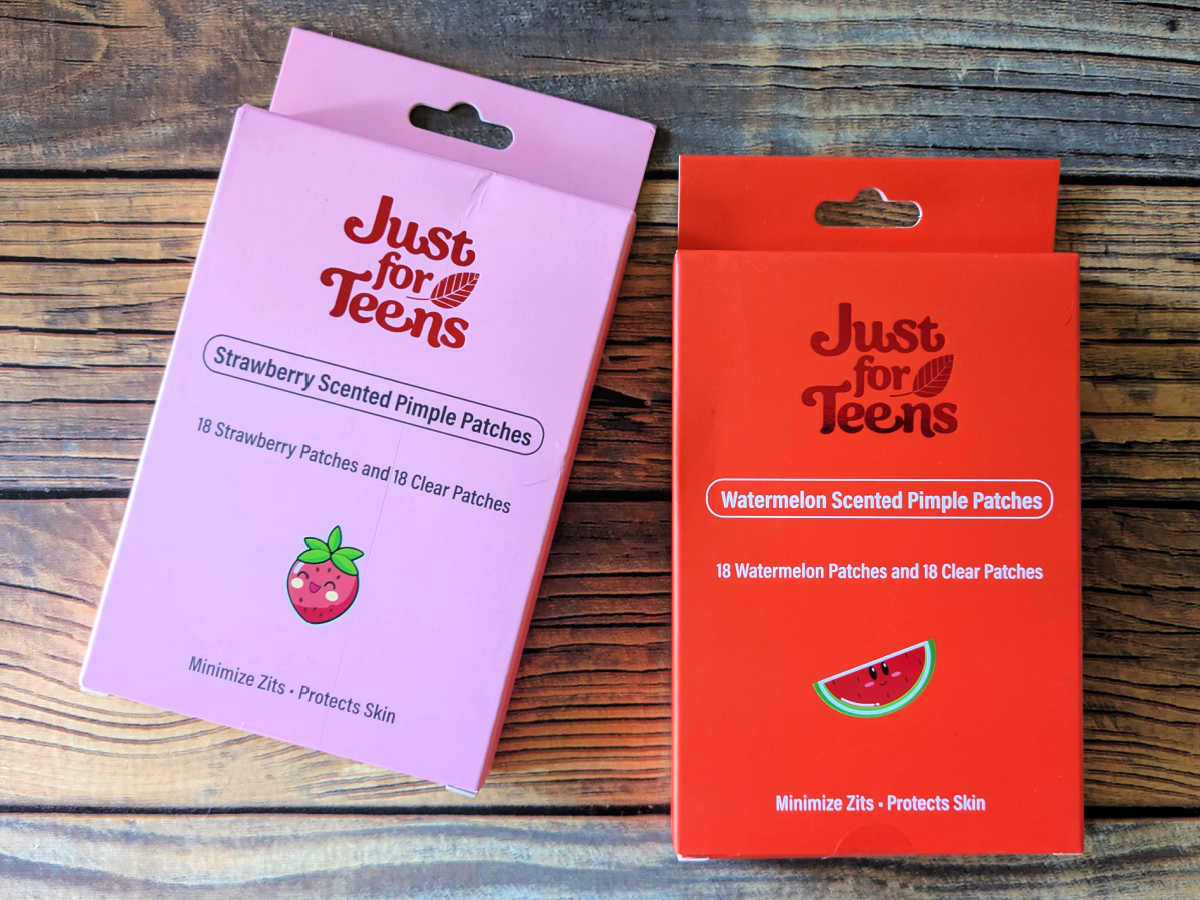 Just
for
Teens
Strawberry Scented Pimple Patches
18 Strawberry Patches and 18 Clear Patches
Minimize Zits • Protects Skin
Just
for
Teens
Watermelon Scented Pimple Patches
18 Watermelon Patches and 18 Clear Patches
Minimize Zits • Protects Skin